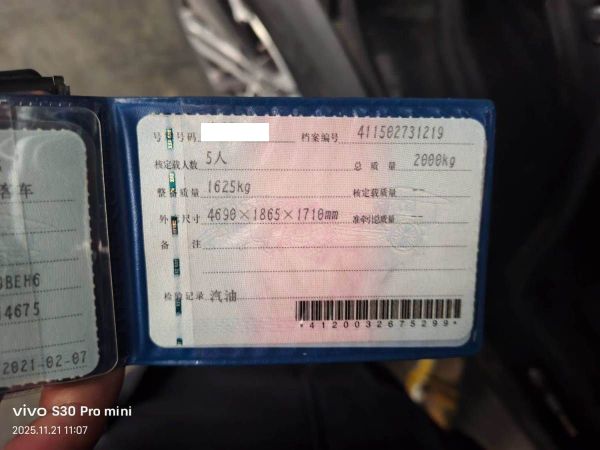 客车
0BEH6
4675
2021-02-07
号牌号码 档案编号 411502731219
核定载人数 5人 总质量 2000kg
整备质量 1625kg 核定载质量 --
外廓尺寸 4690×1865×1710mm 准牵引总质量 --
备注
检验记录 汽油
*4120032675299*
vivo S30 Pro mini
2025.11.21 11:07